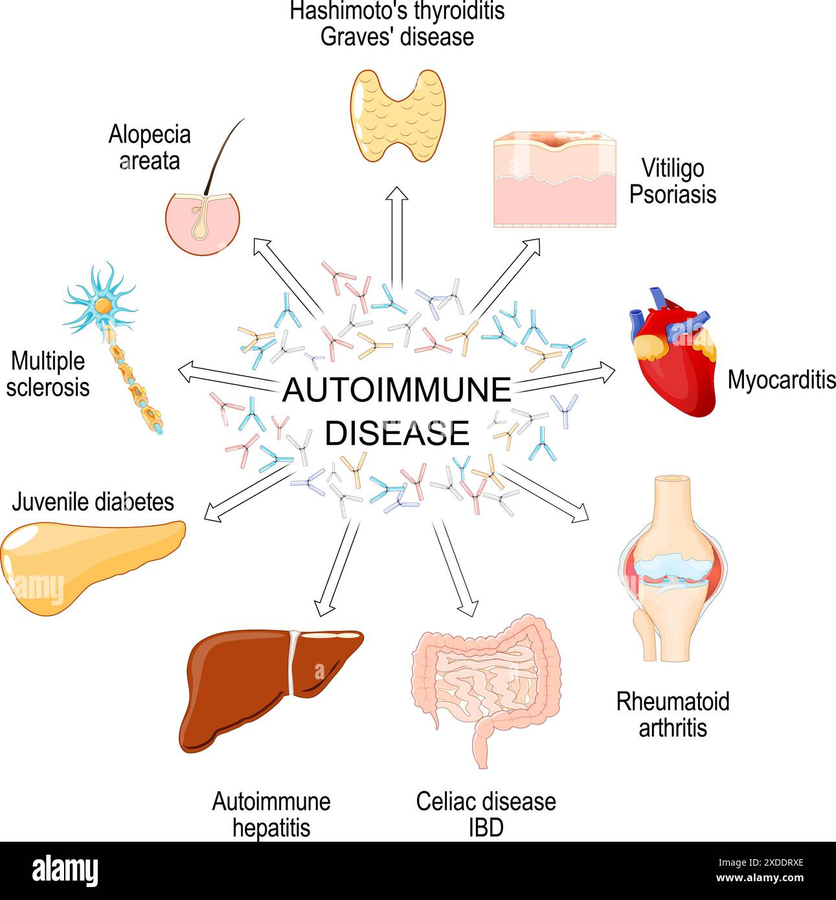 Hashimoto's thyroiditis
Graves' disease
Alopecia
areata
Vitiligo
Psoriasis
Multiple
sclerosis
AUTOIMMUNE
DISEASE
Myocarditis
Juvenile diabetes
Rheumatoid
arthritis
Autoimmune
hepatitis
Celiac disease
IBD
alamy
alamy
alamy
a
a
Image ID: 2XDDRXE
www.alamy.com